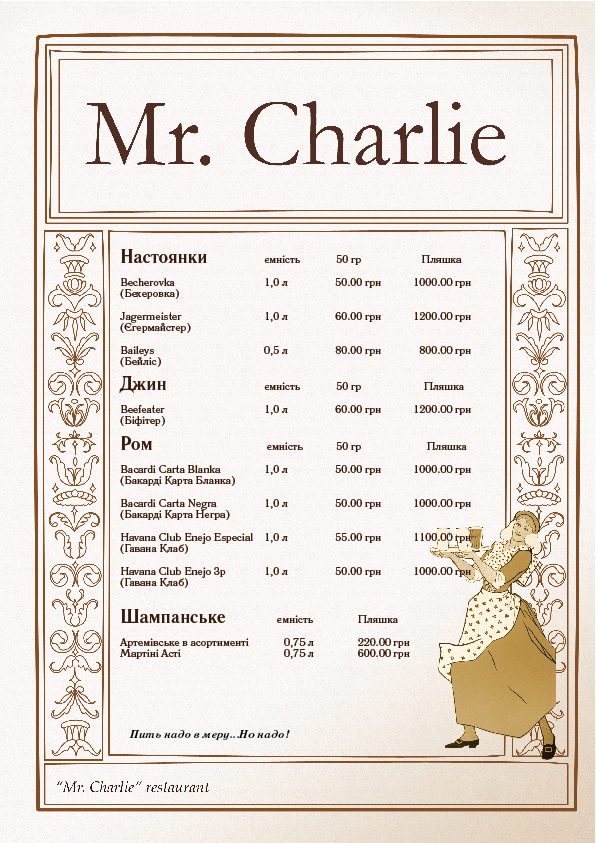 Mr. Charlie
Настоянки емність 50 гр Пляшка
Becherovka 1,0 л 50.00 грн 1000.00 грн
(Бехеровка)
Jagermeister 1,0 л 60.00 грн 1200.00 грн
(Єгермайстер)
Baileys 0,5 л 80.00 грн 800.00 грн
(Бейліс)
Джин емність 50 гр Пляшка
Beefeater 1,0 л 60.00 грн 1200.00 грн
(Біфітер)
Ром емність 50 гр Пляшка
Bacardi Carta Blanka 1,0 л 50.00 грн 1000.00 грн
(Бакарді Карта Бланка)
Bacardi Carta Negra 1,0 л 50.00 грн 1000.00 грн
(Бакарді Карта Негра)
Havana Club Enejo Especial 1,0 л 55.00 грн 1100.00 грн
(Гавана Клаб)
Havana Club Enejo 3р 1,0 л 50.00 грн 1000.00 грн
(Гавана Клаб)
Шампанське емність Пляшка
Артемівське в асортименті 0,75 л 220.00 грн
Мартіні Асті 0,75 л 600.00 грн
Пить надо в меру...Но надо!
"Mr. Charlie" restaurant